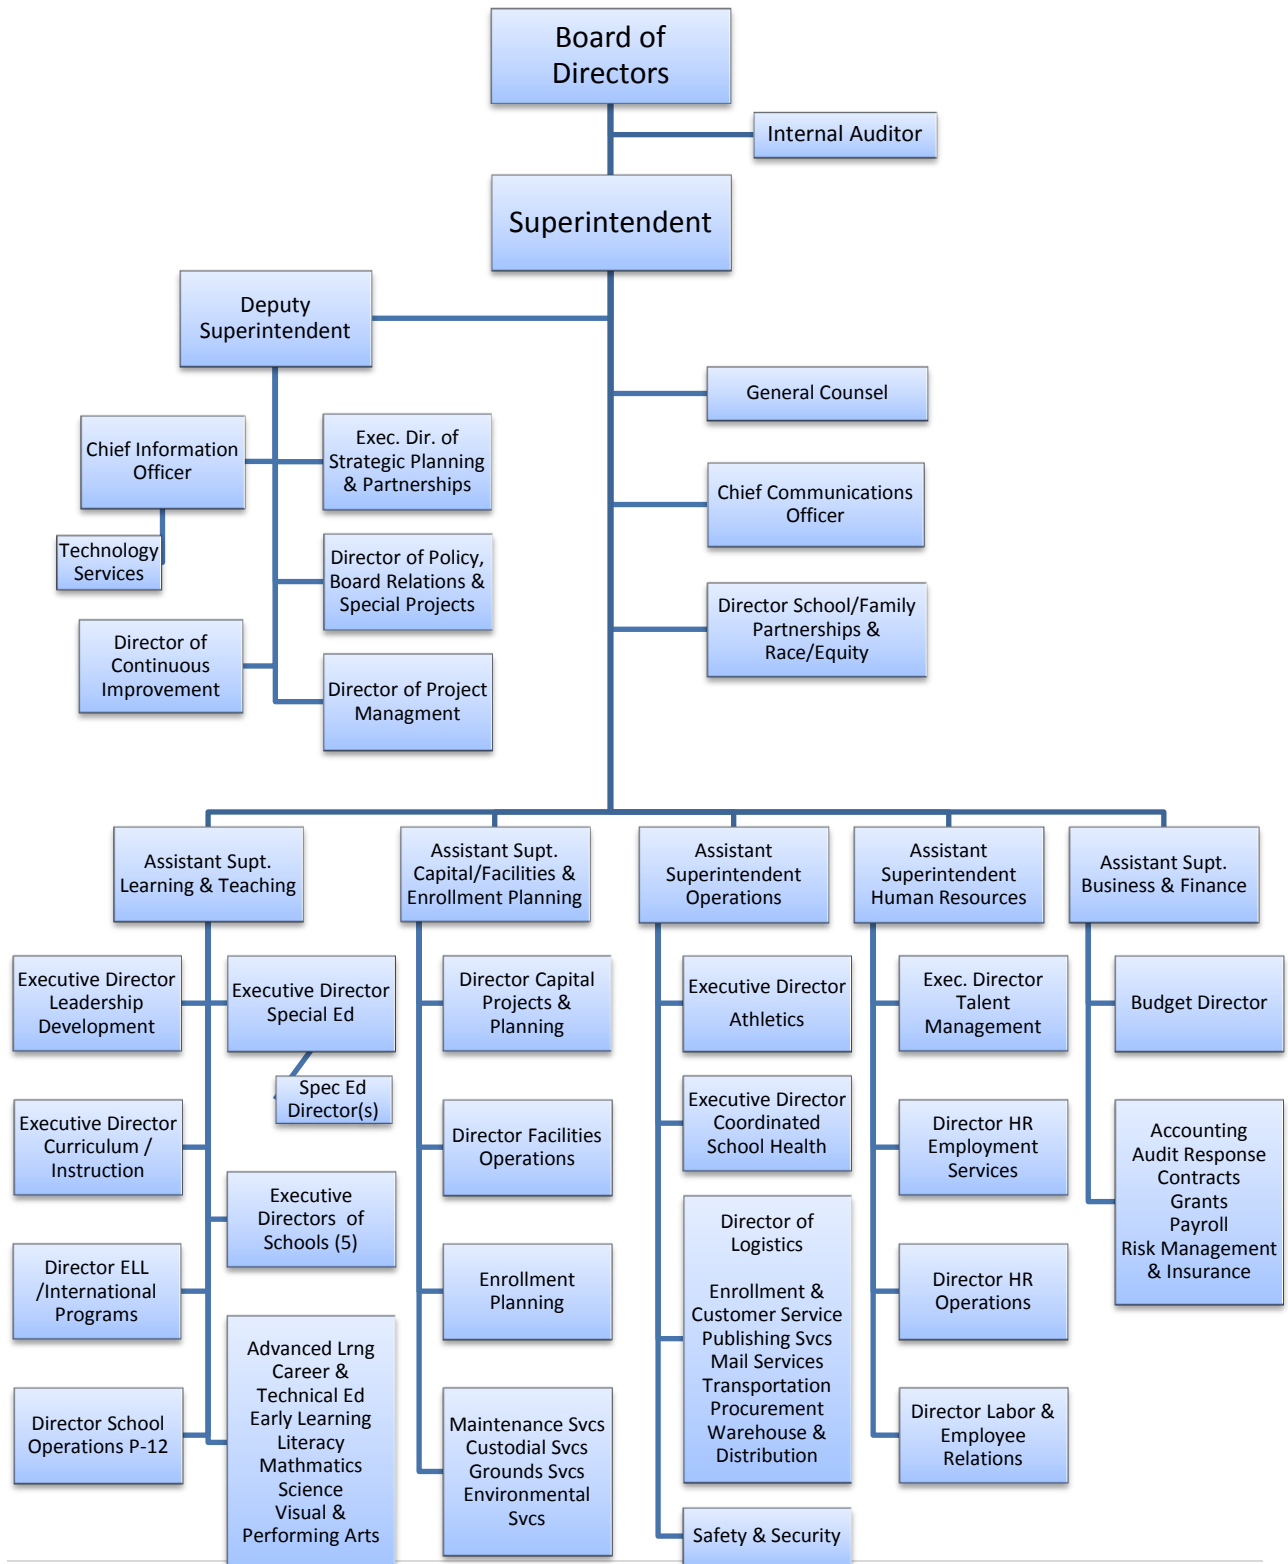 Board of
Directors
Internal Auditor
Superintendent
Deputy
Superintendent
General Counsel
Chief Information
Officer
Exec. Dir. of
Strategic Planning
& Partnerships
Chief Communications
Officer
Technology
Services
Director of Policy,
Board Relations &
Special Projects
Director School/Family
Partnerships &
Race/Equity
Director of
Continuous
Improvement
Director of Project
Managment
Assistant Supt.
Learning & Teaching
Assistant Supt.
Capital/Facilities &
Enrollment Planning
Assistant
Superintendent
Operations
Assistant
Superintendent
Human Resources
Assistant Supt.
Business & Finance
Executive Director
Leadership
Development
Executive Director
Special Ed
Spec Ed
Director(s)
Executive Director
Curriculum /
Instruction
Executive
Directors of
Schools (5)
Director ELL
/International
Programs
Advanced Lrng
Career &
Technical Ed
Early Learning
Literacy
Mathmatics
Science
Visual &
Performing Arts
Director School
Operations P-12
Director Capital
Projects &
Planning
Director Facilities
Operations
Enrollment
Planning
Maintenance Svcs
Custodial Svcs
Grounds Svcs
Environmental
Svcs
Executive Director
Athletics
Executive Director
Coordinated
School Health
Director of
Logistics
Enrollment &
Customer Service
Publishing Svcs
Mail Services
Transportation
Procurement
Warehouse &
Distribution
Safety & Security
Exec. Director
Talent
Management
Director HR
Employment
Services
Director HR
Operations
Director Labor &
Employee
Relations
Budget Director
Accounting
Audit Response
Contracts
Grants
Payroll
Risk Management
& Insurance